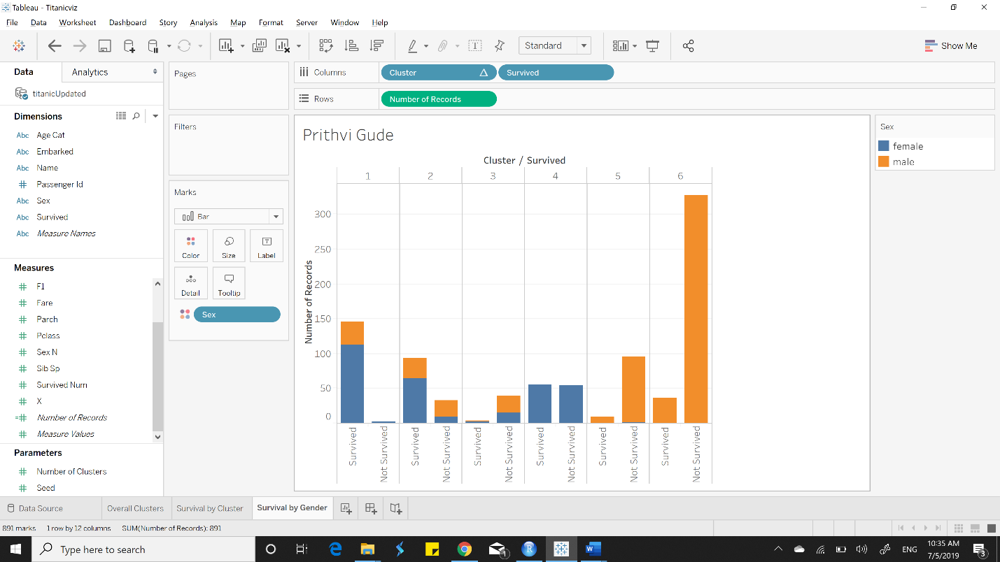 Tableau - Titanicviz
File Data Worksheet Dashboard Story Analysis Map Format Server Window Help
Standard
Show Me
Data Analytics
titanicUpdated
Dimensions
Abc Age Cat
Abc Embarked
Abc Name
# Passenger Id
Abc Sex
Abc Survived
Abc Measure Names
Measures
# F1
# Fare
# Parch
# Pclass
# Sex N
# Sib Sp
# Survived Num
# X
=# Number of Records
# Measure Values
Parameters
# Number of Clusters
# Seed
Pages
Filters
Marks
Bar
Color Size Label
Detail Tooltip
Sex
Columns Cluster Survived
Rows Number of Records
Prithvi Gude
Cluster / Survived
1 2 3 4 5 6
Number of Records
300
250
200
150
100
50
0
Survived Not Survived Survived Not Survived Survived Not Survived Survived Not Survived Survived Not Survived Survived Not Survived
Sex
female
male
Data Source Overall Clusters Survival by Cluster Survival by Gender
891 marks 1 row by 12 columns SUM(Number of Records): 891
Type here to search
1
R
W
ENG
10:35 AM
7/5/2019
3